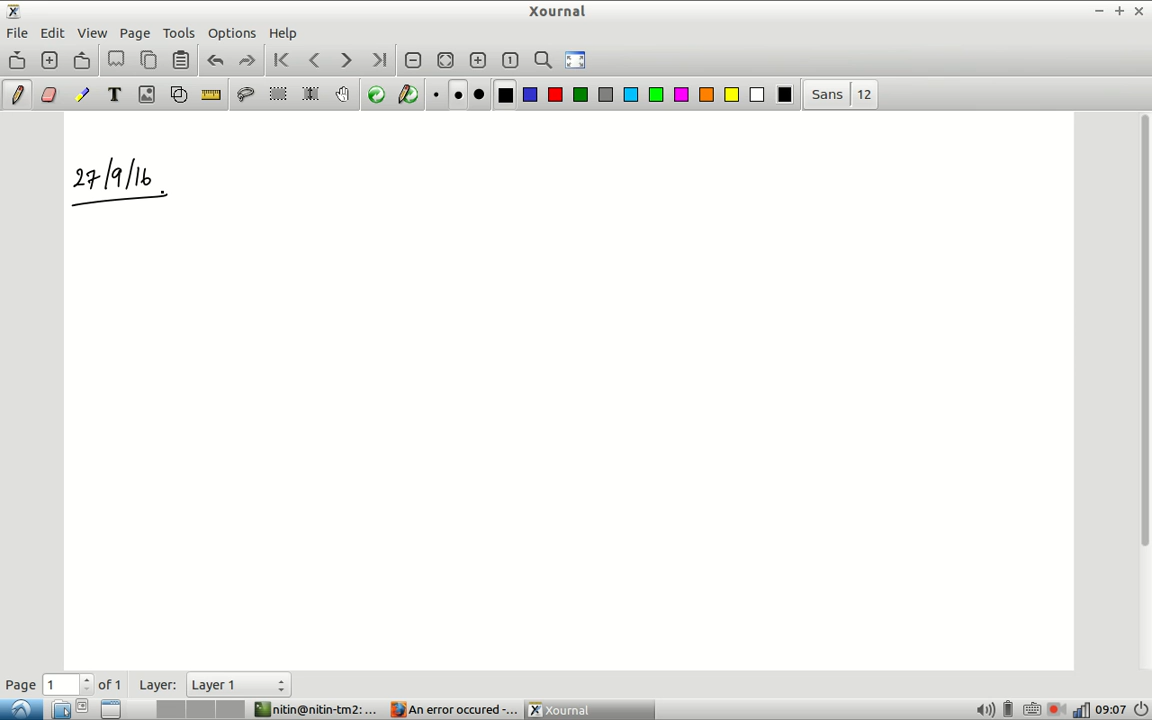 Xournal
File Edit View Page Tools Options Help
T Sans 12
27/9/16.
Page 1 of 1 Layer: Layer 1
nitin@nitin-tm2: ... An error occured -... Xournal 09:07